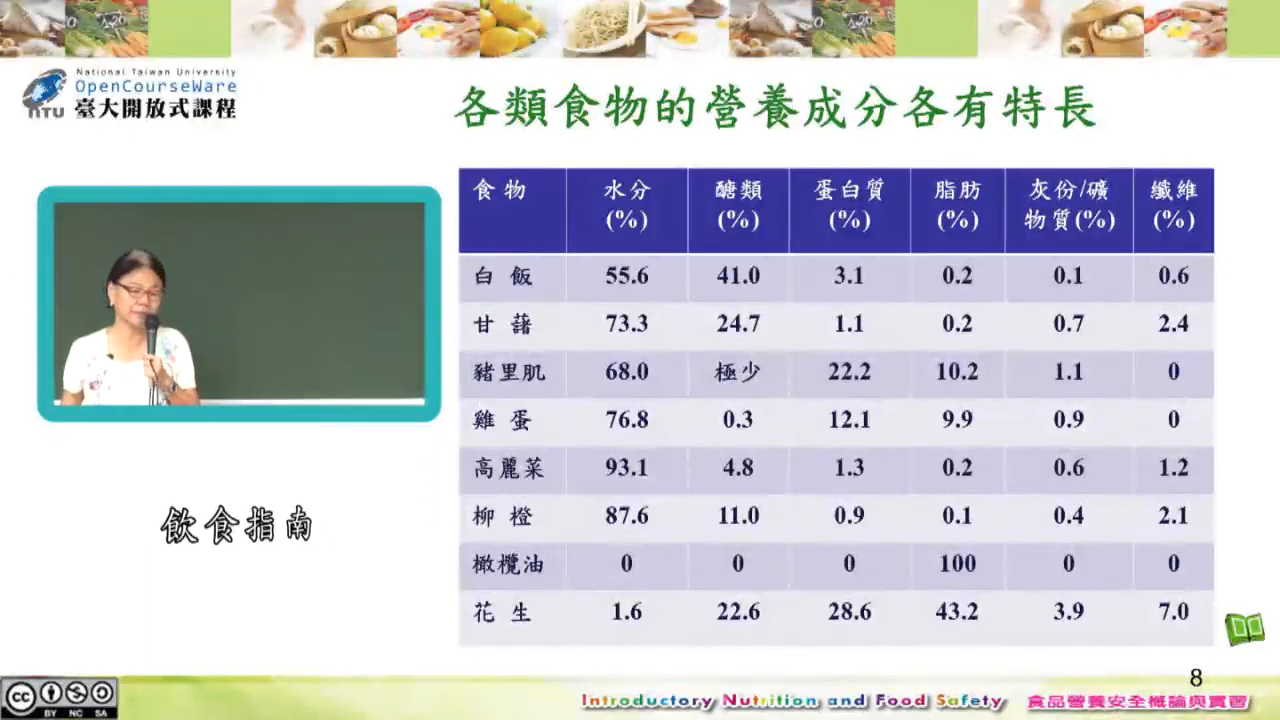 National Taiwan University
OpenCourseWare
NTU 臺大開放式課程
各類食物的營養成分各有特長
食物 水分(%) 醣類(%) 蛋白質(%) 脂肪(%) 灰份/礦物質(%) 纖維(%)
白飯 55.6 41.0 3.1 0.2 0.1 0.6
甘藷 73.3 24.7 1.1 0.2 0.7 2.4
豬里肌 68.0 極少 22.2 10.2 1.1 0
雞蛋 76.8 0.3 12.1 9.9 0.9 0
高麗菜 93.1 4.8 1.3 0.2 0.6 1.2
柳橙 87.6 11.0 0.9 0.1 0.4 2.1
橄欖油 0 0 0 100 0 0
花生 1.6 22.6 28.6 43.2 3.9 7.0
飲食指南
8
cc BY NC SA
Introductory Nutrition and Food Safety 食品營養安全概論與實習